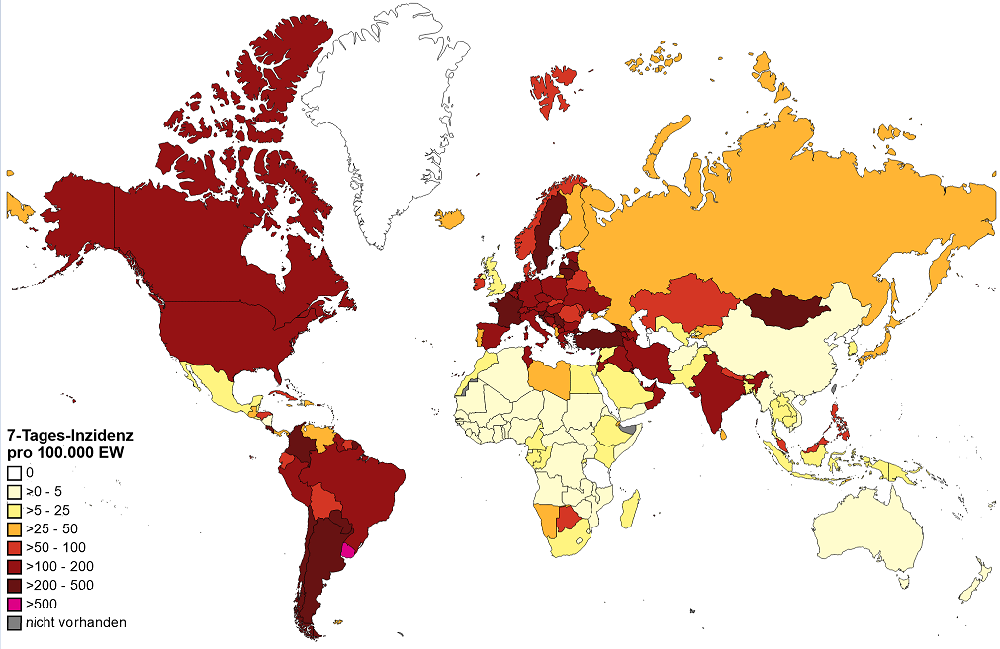 7-Tages-Inzidenz
pro 100.000 EW
0
>0 - 5
>5 - 25
>25 - 50
>50 - 100
>100 - 200
>200 - 500
>500
nicht vorhanden